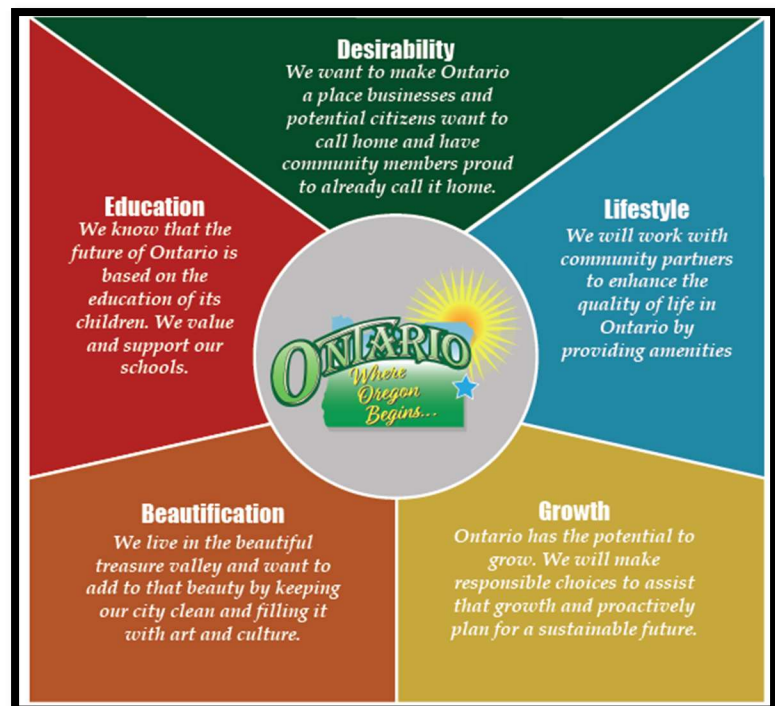 Desirability
We want to make Ontario
a place businesses and
potential citizens want to
call home and have
community members proud
to already call it home.
Education
We know that the
future of Ontario is
based on the
education of its
children. We value
and support our
schools.
Lifestyle
We will work with
community partners
to enhance the
quality of life in
Ontario by
providing amenities
ONTARIO
Where
Oregon
Begins...
Beautification
We live in the beautiful
treasure valley and want to
add to that beauty by keeping
our city clean and filling it
with art and culture.
Growth
Ontario has the potential to
grow. We will make
responsible choices to assist
that growth and proactively
plan for a sustainable future.